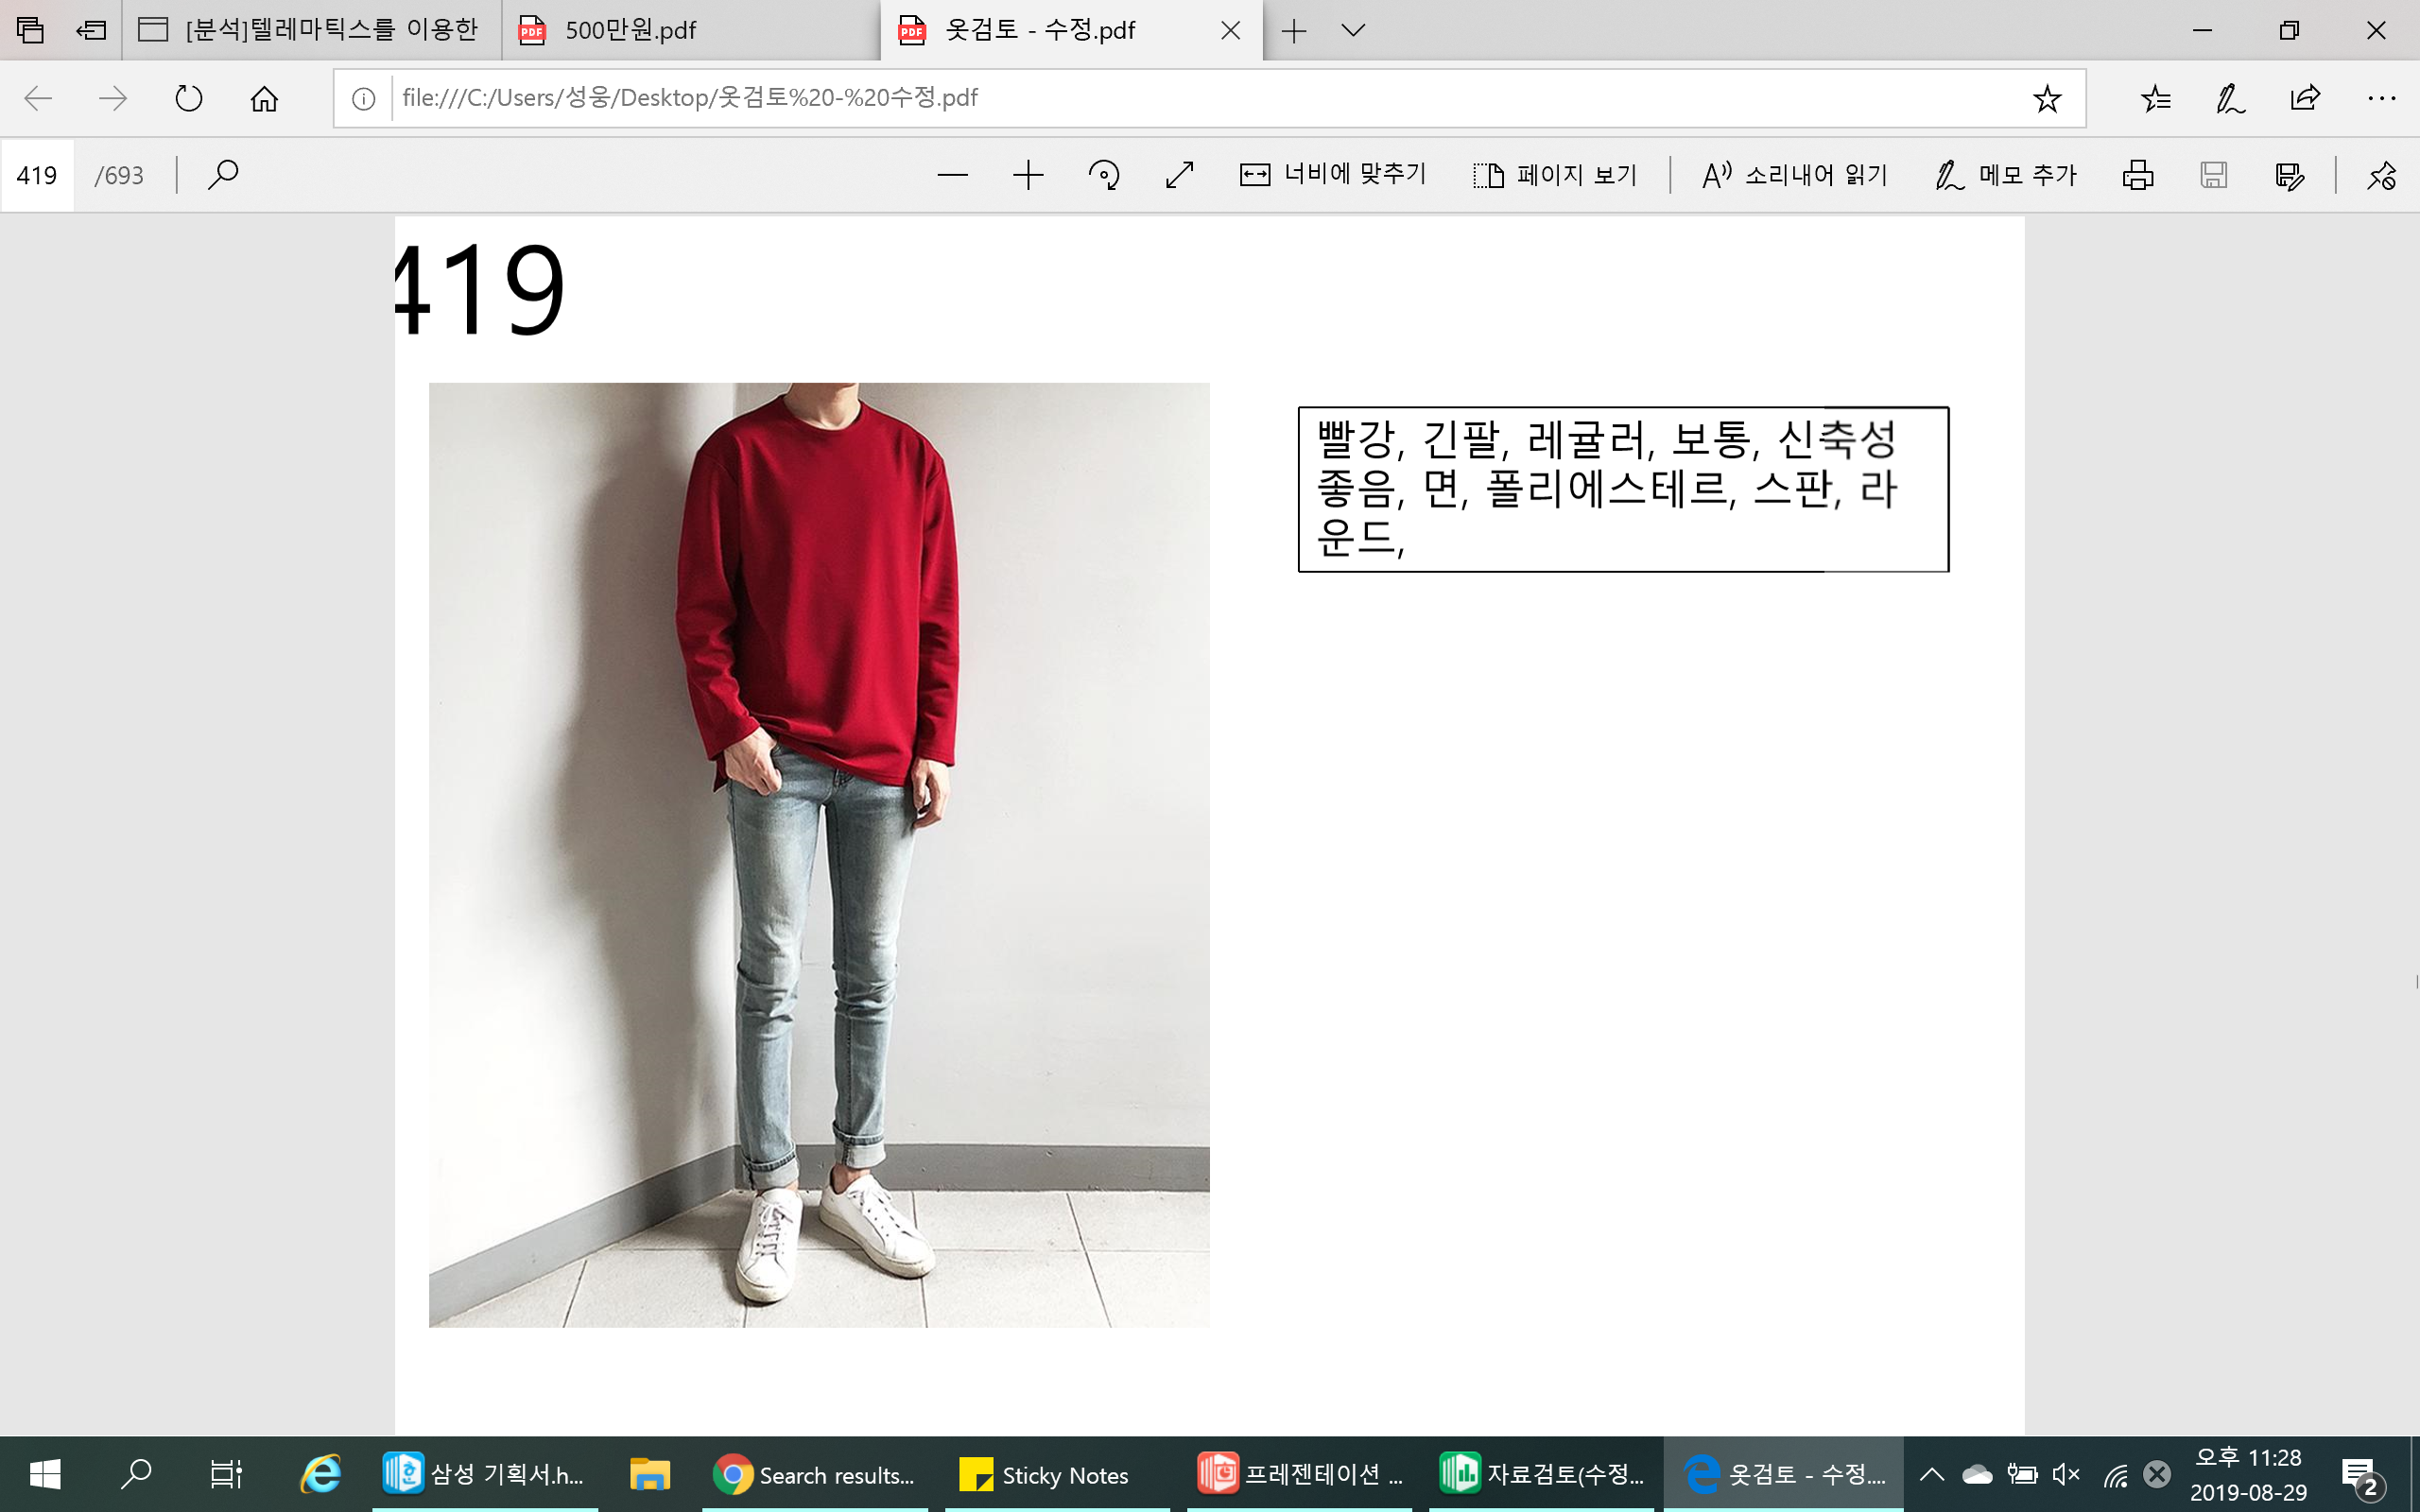 [분석]텔레마틱스를 이용한
500만원.pdf
옷검토 - 수정.pdf
file:///C:/Users/성웅/Desktop/옷검토%20-%20수정.pdf
419 /693
너비에 맞추기
페이지 보기
소리내어 읽기
메모 추가
419
빨강, 긴팔, 레귤러, 보통, 신축성
좋음, 면, 폴리에스테르, 스판, 라
운드,
삼성 기획서.h...
Search results...
Sticky Notes
프레젠테이션 ...
자료검토(수정...
옷검토 - 수정....
오후 11:28
2019-08-29
2